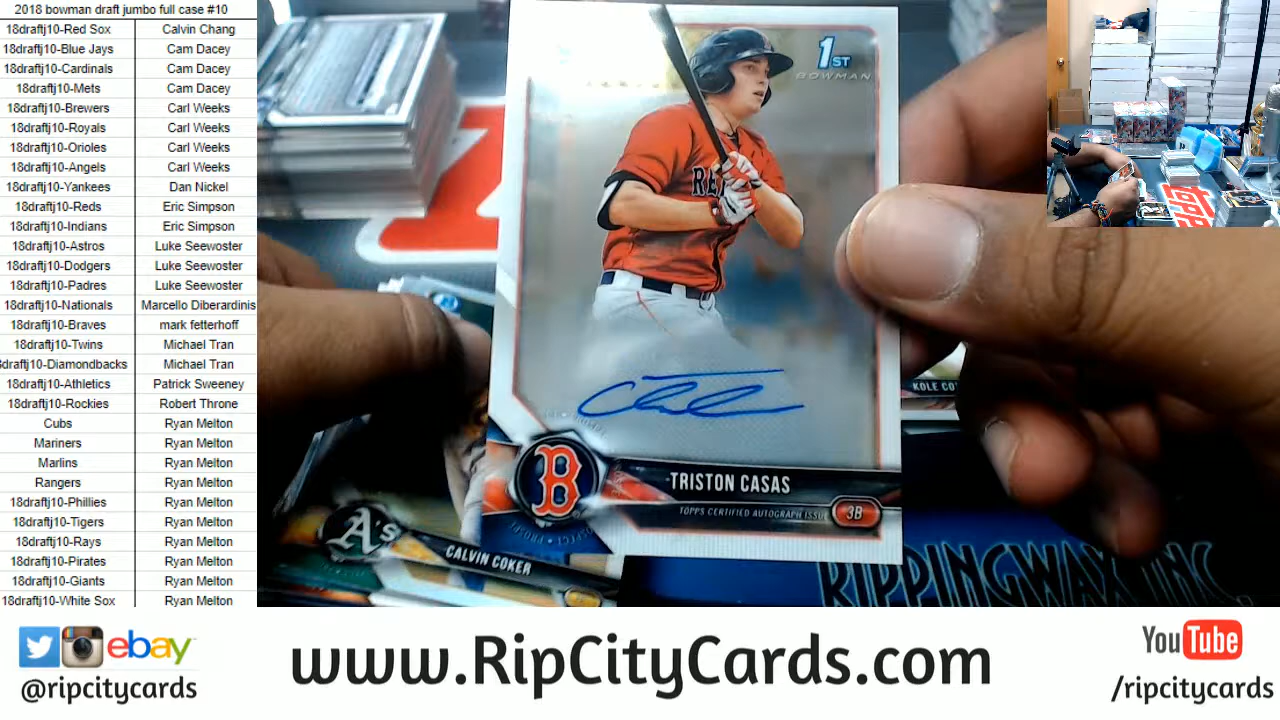 2018 bowman draft jumbo full case #10
18draftj10-Red Sox Calvin Chang
18draftj10-Blue Jays Cam Dacey
18draftj10-Cardinals Cam Dacey
18draftj10-Mets Cam Dacey
18draftj10-Brewers Carl Weeks
18draftj10-Royals Carl Weeks
18draftj10-Orioles Carl Weeks
18draftj10-Angels Carl Weeks
18draftj10-Yankees Dan Nickel
18draftj10-Reds Eric Simpson
18draftj10-Indians Eric Simpson
18draftj10-Astros Luke Seewoster
18draftj10-Dodgers Luke Seewoster
18draftj10-Padres Luke Seewoster
18draftj10-Nationals Marcello Diberardinis
18draftj10-Braves mark fetterhoff
18draftj10-Twins Michael Tran
draftj10-Diamondbacks Michael Tran
18draftj10-Athletics Patrick Sweeney
18draftj10-Rockies Robert Throne
Cubs Ryan Melton
Mariners Ryan Melton
Marlins Ryan Melton
Rangers Ryan Melton
18draftj10-Phillies Ryan Melton
18draftj10-Tigers Ryan Melton
18draftj10-Rays Ryan Melton
18draftj10-Pirates Ryan Melton
18draftj10-Giants Ryan Melton
18draftj10-White Sox Ryan Melton
1ST
BOWMAN
RE
B
TRISTON CASAS
TOPPS CERTIFIED AUTOGRAPH ISSUE
3B
KOLE CO
A's
CALVIN COKER
RIPPINGWAX INC.
ebay
@ripcitycards
www.RipCityCards.com
YouTube
/ripcitycards